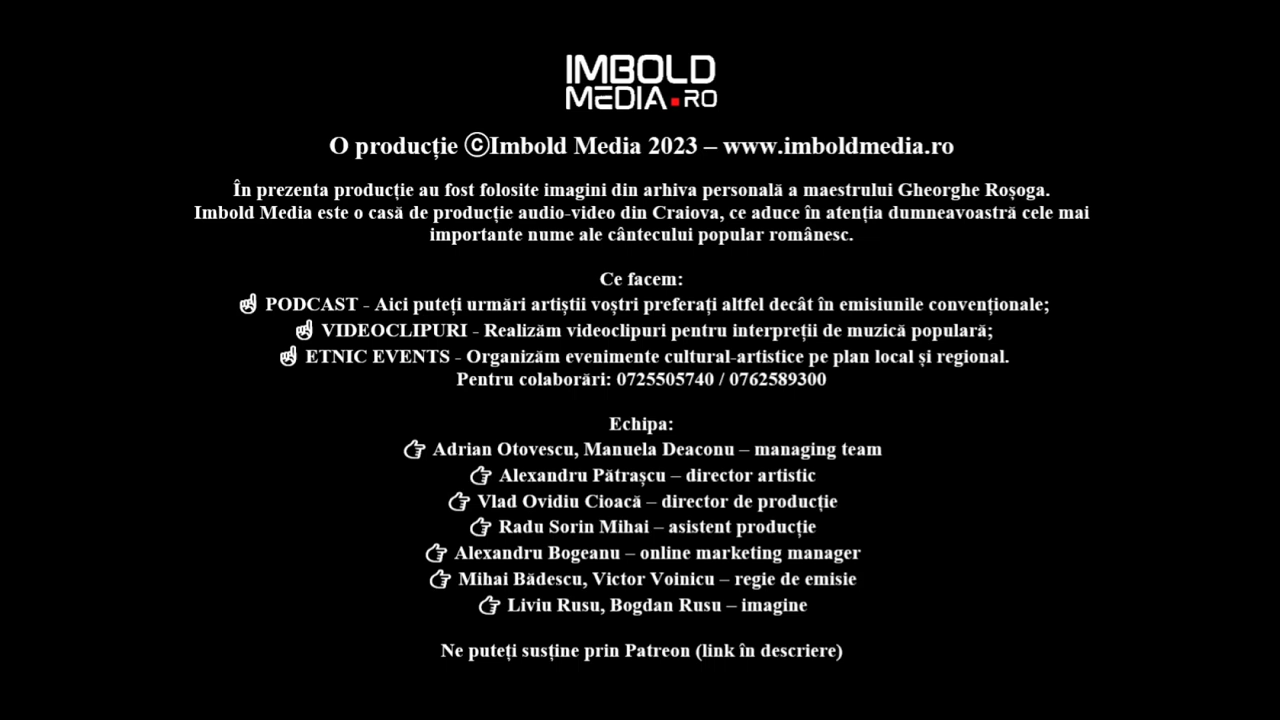 IMBOLD
MEDIA.RO
O producție ⓒImbold Media 2023 – www.imboldmedia.ro
În prezenta producție au fost folosite imagini din arhiva personală a maestrului Gheorghe Roșoga.
Imbold Media este o casă de producție audio-video din Craiova, ce aduce în atenția dumneavoastră cele mai
importante nume ale cântecului popular românesc.
Ce facem:
☝ PODCAST - Aici puteți urmări artiștii voștri preferați altfel decât în emisiunile convenționale;
☝ VIDEOCLIPURI - Realizăm videoclipuri pentru interpreții de muzică populară;
☝ ETNIC EVENTS - Organizăm evenimente cultural-artistice pe plan local și regional.
Pentru colaborări: 0725505740 / 0762589300
Echipa:
👉 Adrian Otovescu, Manuela Deaconu – managing team
👉 Alexandru Pătrașcu – director artistic
👉 Vlad Ovidiu Cioacă – director de producție
👉 Radu Sorin Mihai – asistent producție
👉 Alexandru Bogeanu – online marketing manager
👉 Mihai Bădescu, Victor Voinicu – regie de emisie
👉 Liviu Rusu, Bogdan Rusu – imagine
Ne puteți susține prin Patreon (link în descriere)